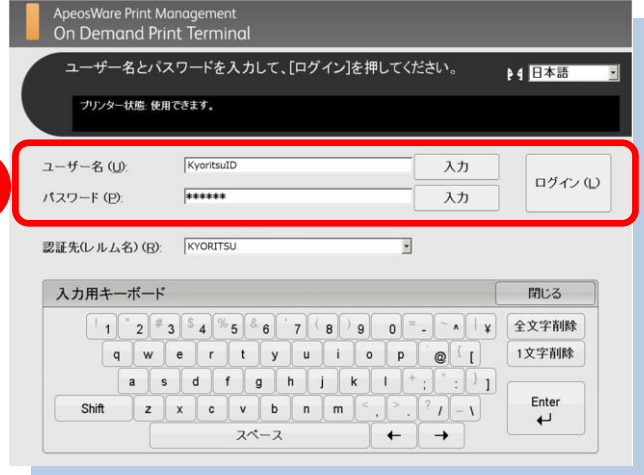 ApeosWare Print Management
On Demand Print Terminal
ユーザー名とパスワードを入力して、[ログイン]を押してください。
日本語
プリンター状態: 使用できます。
ユーザー名 (U): KyoritsuID 入力
ログイン (L)
パスワード (P): ****** 入力
認証先(レルム名) (R): KYORITSU
入力用キーボード 閉じる
! 1 " 2 # 3 $ 4 % 5 & 6 ' 7 ( 8 ) 9 0 = - ~ ^ | ¥ 全文字削除
q w e r t y u i o p ` @ { [ 1文字削除
a s d f g h j k l + ; * : } ]
Shift z x c v b n m < , > . ? / _ \ Enter
スペース ← →